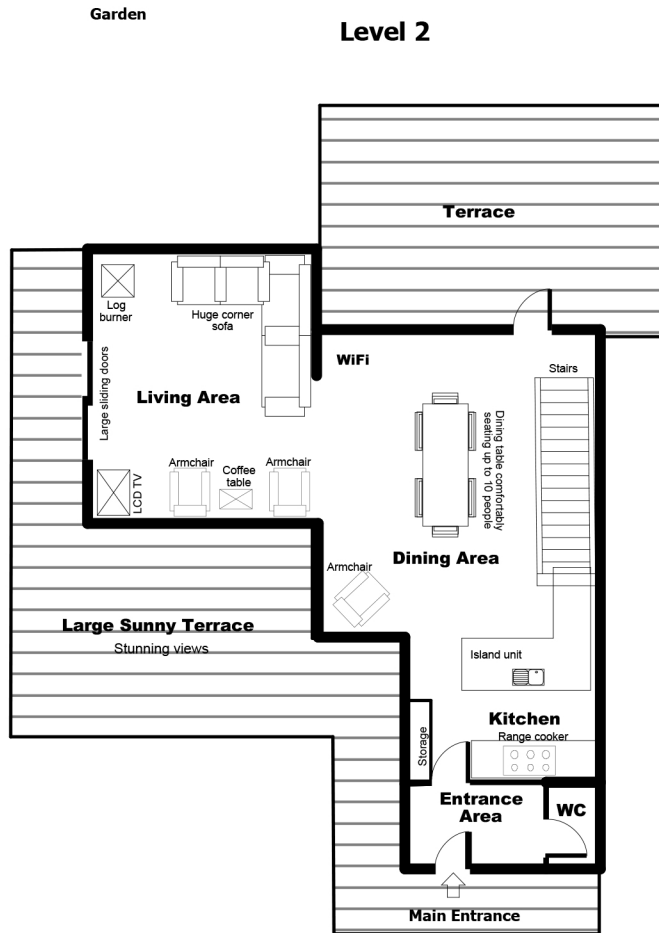 Garden
Level 2
Terrace
Log
burner
Huge corner
sofa
WiFi
Stairs
Large sliding doors
Living Area
Dining table comfortably
seating up to 10 people
Armchair
Coffee
table
Armchair
LCD TV
Dining Area
Armchair
Large Sunny Terrace
Stunning views
Island unit
Kitchen
Range cooker
Storage
Entrance
Area
WC
Main Entrance